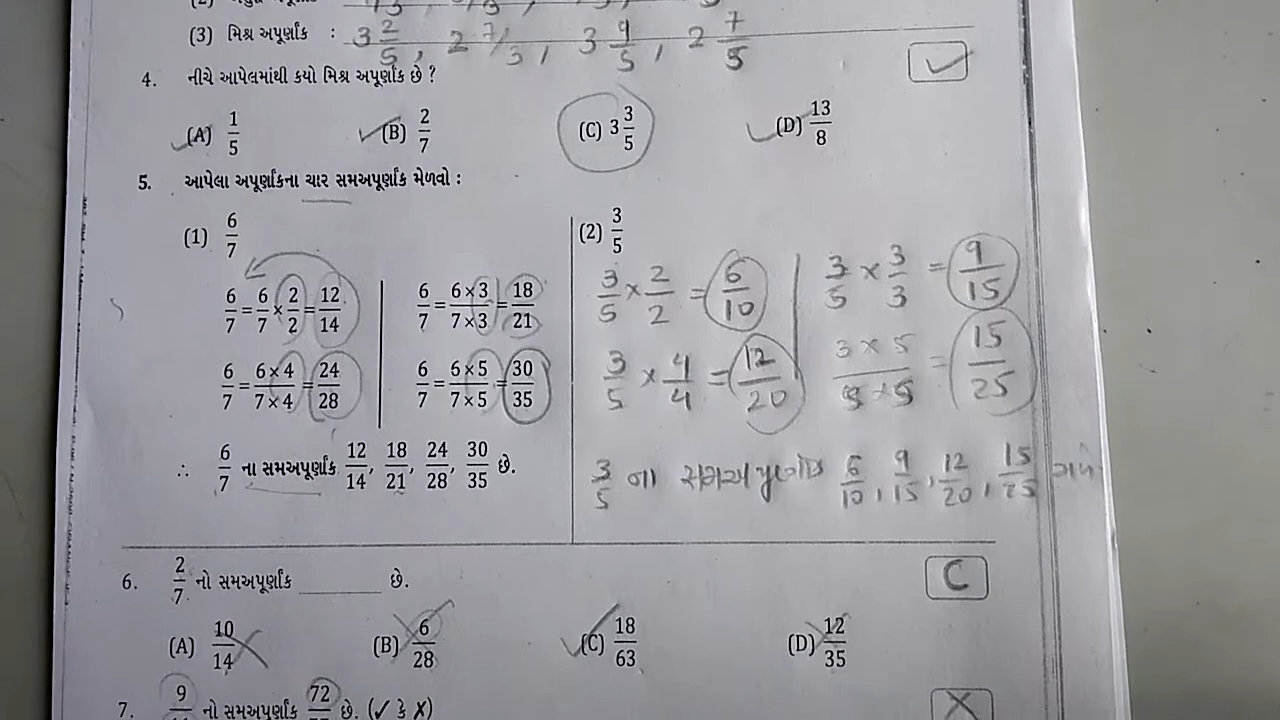 (3) મિશ્ર અપૂર્ણાંક : 3 2/5, 2 7/3, 3 9/5, 2 7/5
4. નીચે આપેલમાંથી કયો મિશ્ર અપૂર્ણાંક છે ? ✓
(A) 1/5 (B) 2/7 (C) 3 3/5 (D) 13/8
5. આપેલા અપૂર્ણાંકના ચાર સમઅપૂર્ણાંક મેળવો :
(1) 6/7
6/7 = 6/7 × 2/2 = 12/14
6/7 = 6 × 3/7 × 3 = 18/21
6/7 = 6 × 4/7 × 4 = 24/28
6/7 = 6 × 5/7 × 5 = 30/35
∴ 6/7 ના સમઅપૂર્ણાંક 12/14, 18/21, 24/28, 30/35 છે.
(2) 3/5
3/5 × 2/2 = 6/10
3/5 × 3/3 = 9/15
3/5 × 4/4 = 12/20
3 × 5/5 × 5 = 15/25
3/5 ના સમઅપૂર્ણાંક 6/10, 9/15, 12/20, 15/25
6. 2/7 નો સમઅપૂર્ણાંક ________ છે. C
(A) 10/14 (B) 6/28 (C) 18/63 (D) 12/35
7. નો સમઅપૂર્ણાંક છે. (✓ કે ✗) X